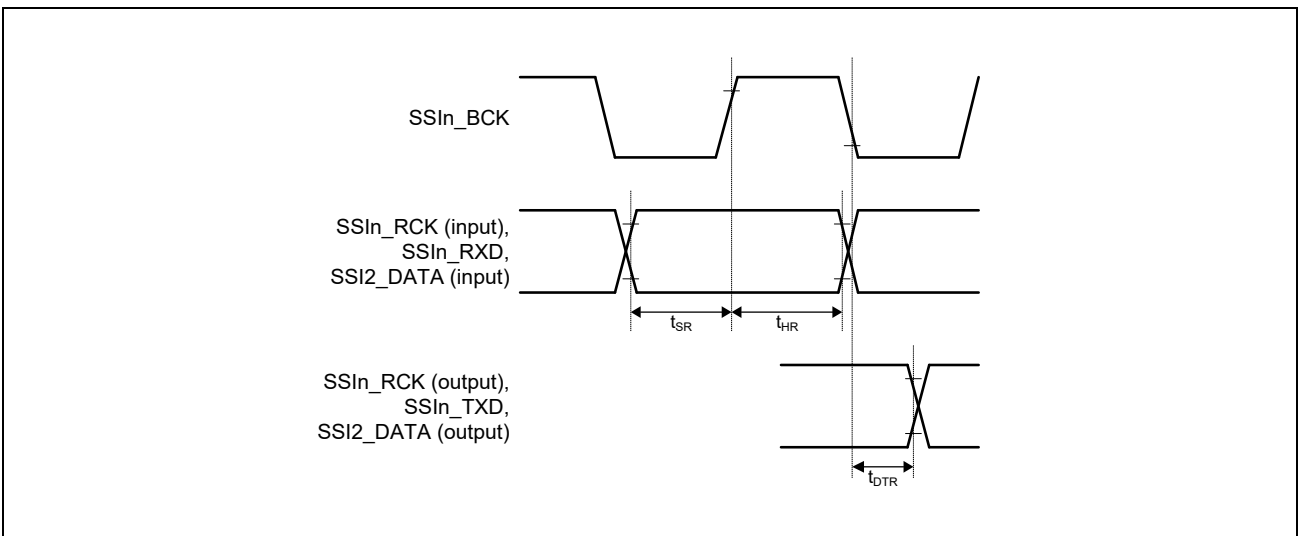 SSIn_BCK
SSIn_RCK (input),
SSIn_RXD,
SSI2_DATA (input)
tSR
tHR
SSIn_RCK (output),
SSIn_TXD,
SSI2_DATA (output)
tDTR